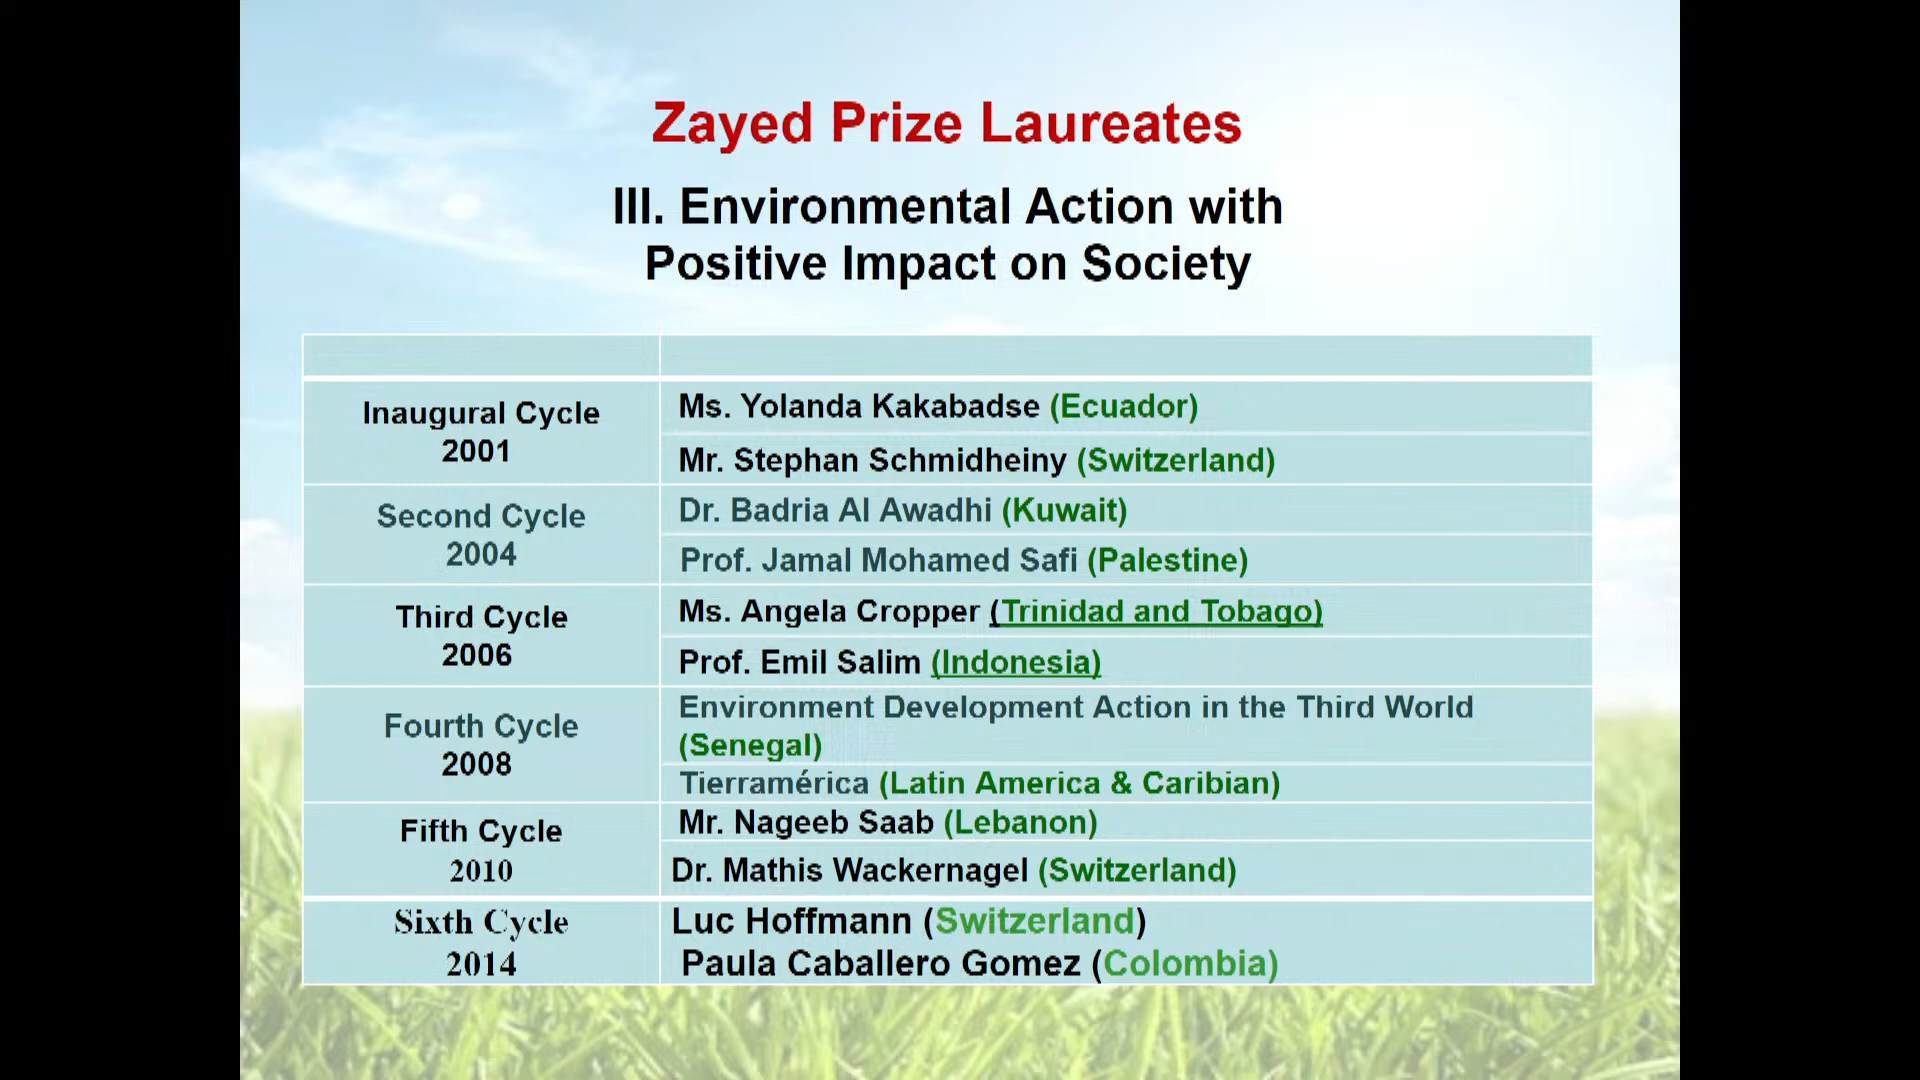 Zayed Prize Laureates
III. Environmental Action with
Positive Impact on Society
Inaugural Cycle
2001
Ms. Yolanda Kakabadse (Ecuador)
Mr. Stephan Schmidheiny (Switzerland)
Second Cycle
2004
Dr. Badria Al Awadhi (Kuwait)
Prof. Jamal Mohamed Safi (Palestine)
Third Cycle
2006
Ms. Angela Cropper (Trinidad and Tobago)
Prof. Emil Salim (Indonesia)
Fourth Cycle
2008
Environment Development Action in the Third World
(Senegal)
Tierramérica (Latin America & Caribian)
Fifth Cycle
2010
Mr. Nageeb Saab (Lebanon)
Dr. Mathis Wackernagel (Switzerland)
Sixth Cycle
2014
Luc Hoffmann (Switzerland)
Paula Caballero Gomez (Colombia)